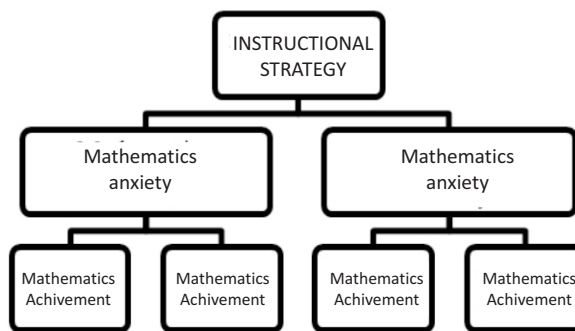 INSTRUCTIONAL
STRATEGY
Mathematics
anxiety
Mathematics
anxiety
Mathematics
Achivement
Mathematics
Achivement
Mathematics
Achivement
Mathematics
Achivement